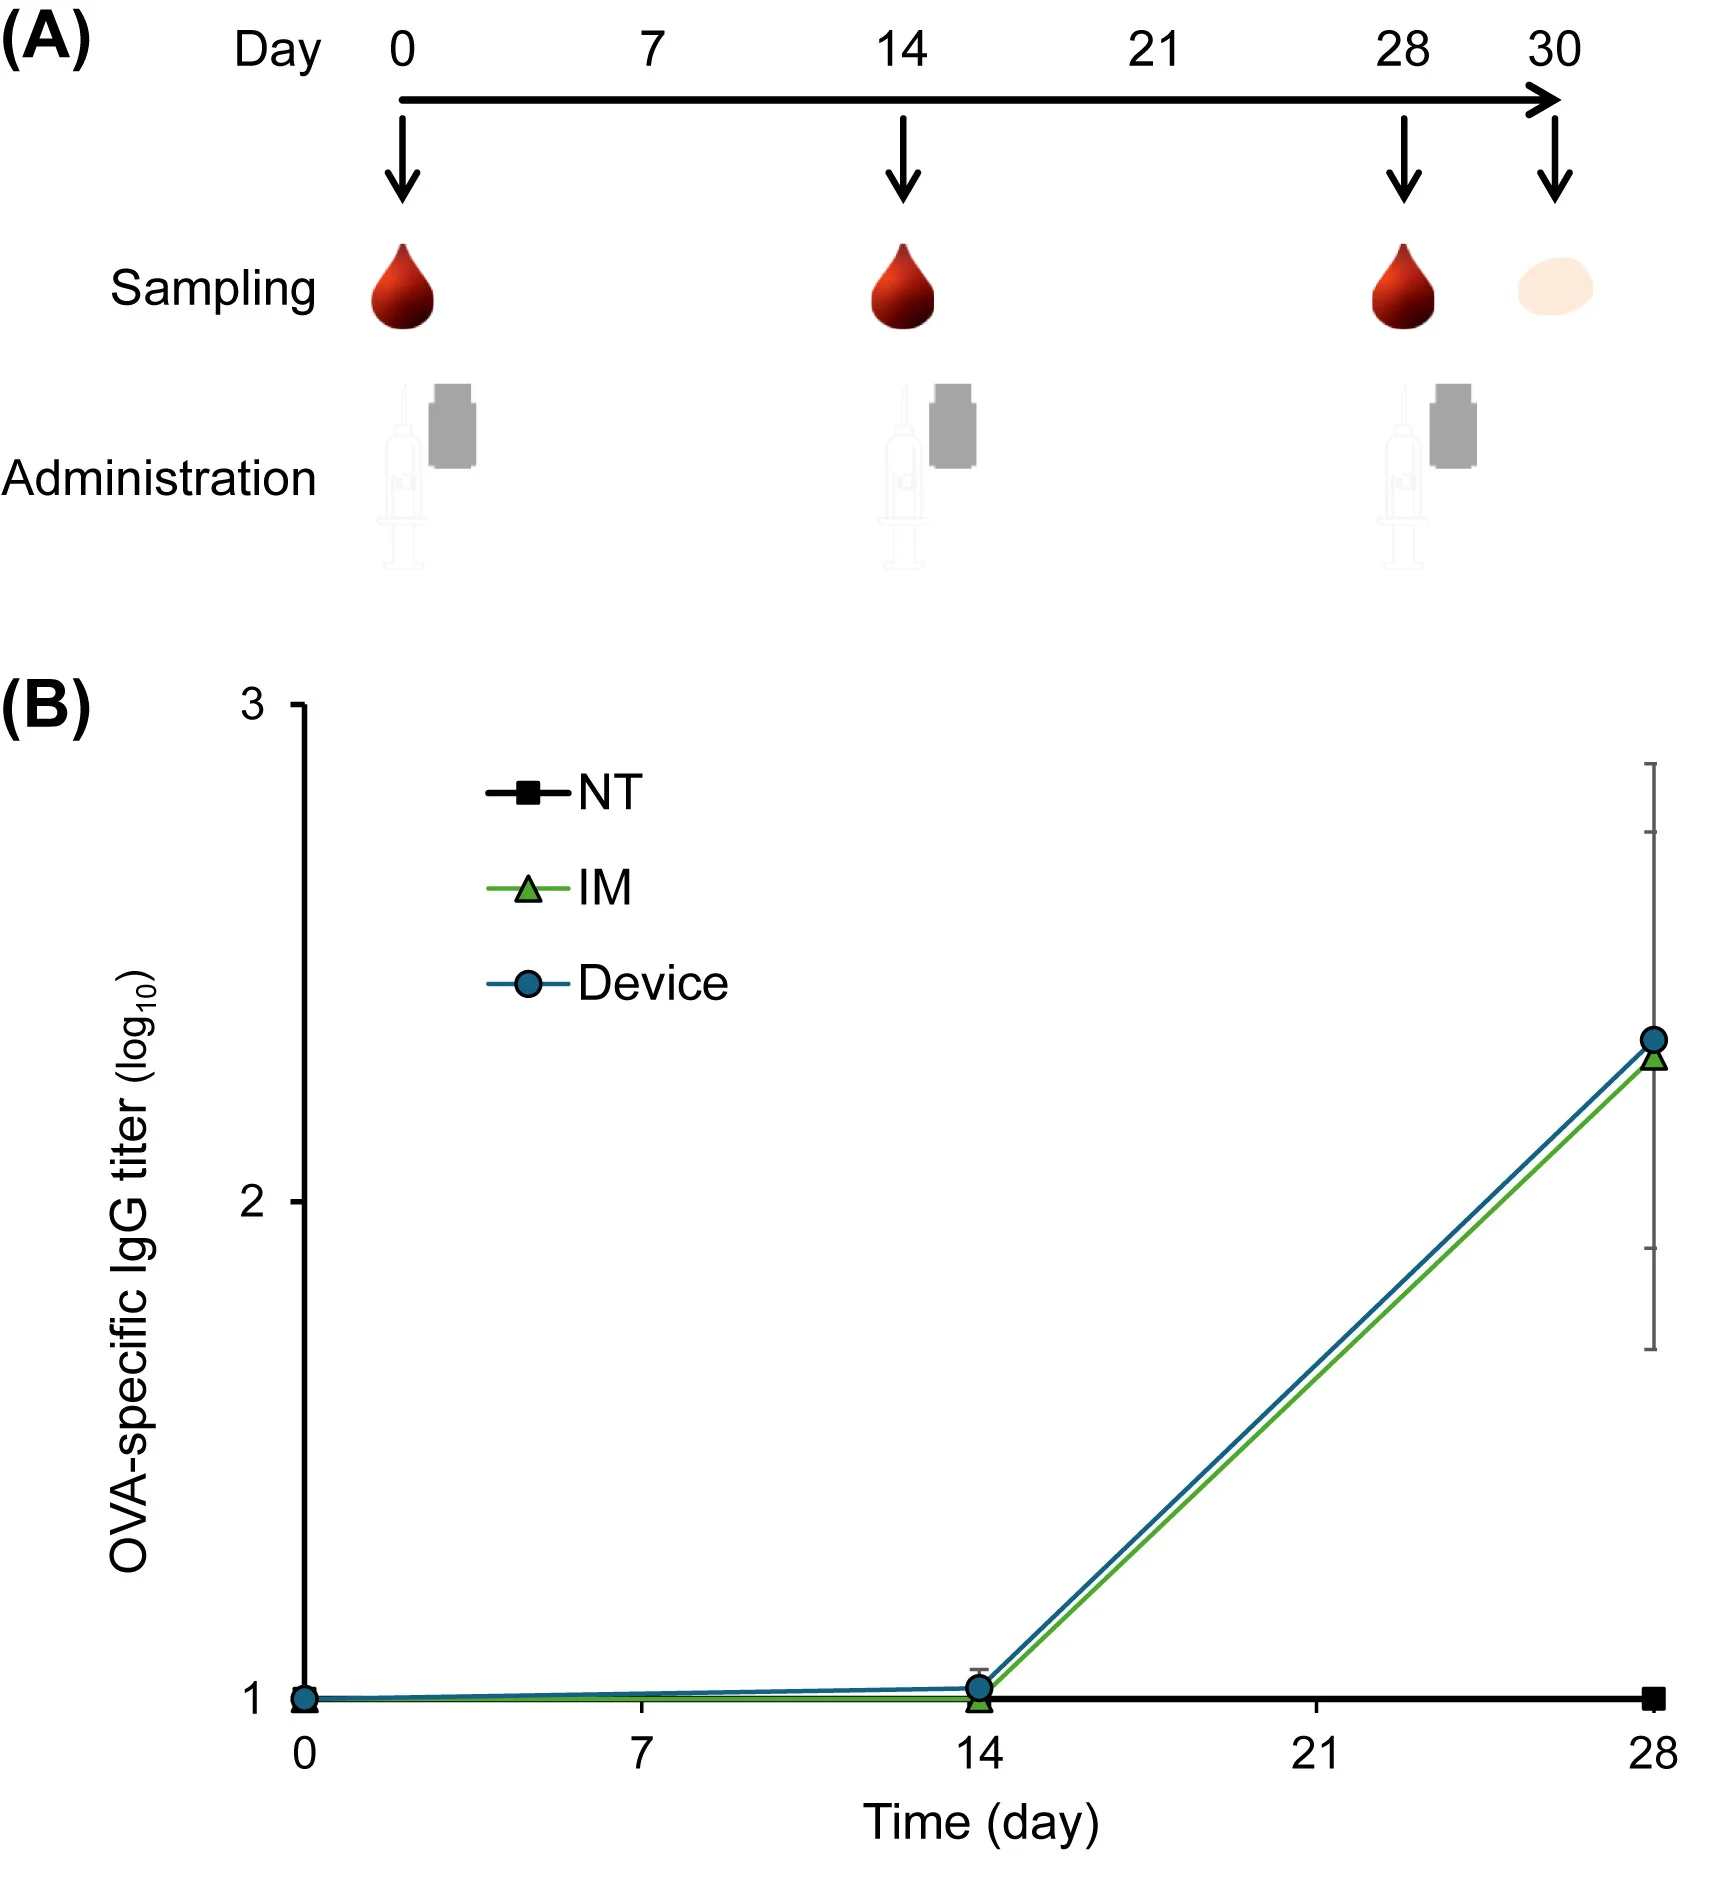 (A)
Day 0 7 14 21 28 30
Sampling
Administration
(B)
3
NT
IM
Device
2
1
OVA-specific IgG titer (log10)
0 7 14 21 28
Time (day)